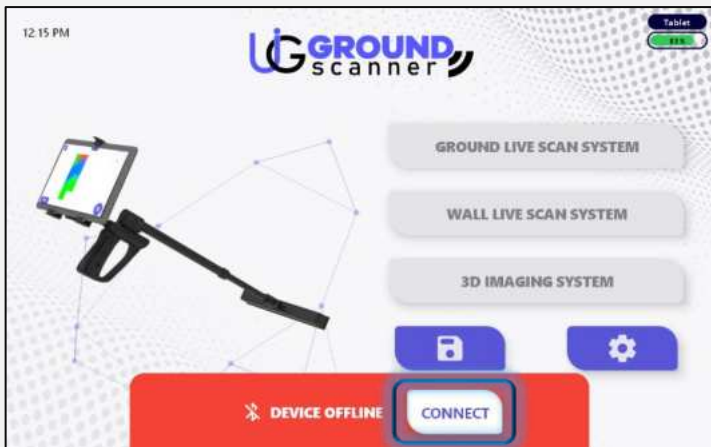 12:15 PM
Tablet
UIG GROUND
scanner
GROUND LIVE SCAN SYSTEM
WALL LIVE SCAN SYSTEM
3D IMAGING SYSTEM
DEVICE OFFLINE
CONNECT